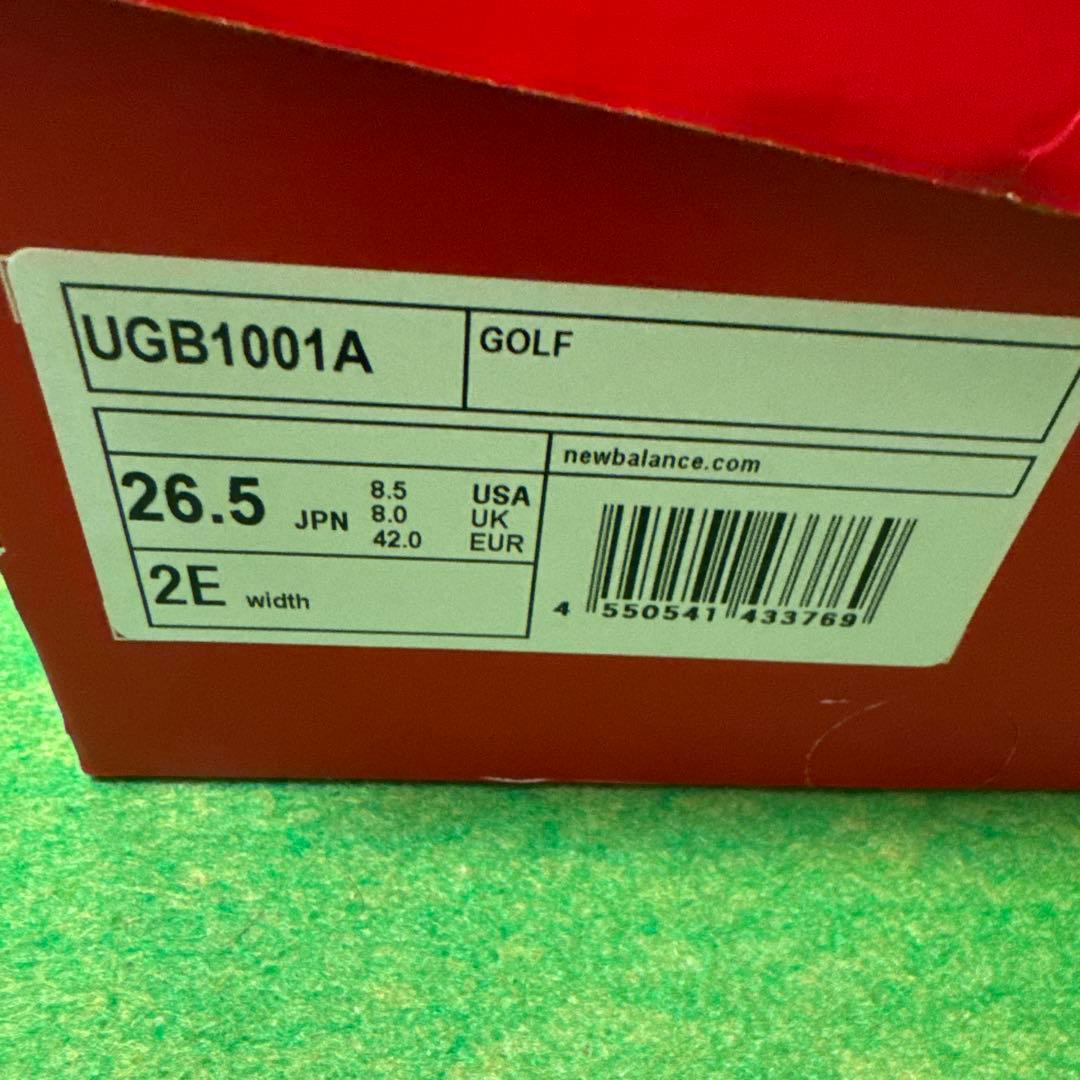 UGB1001A
GOLF
newbalance.com
26.5 JPN
8.5 USA
8.0 UK
42.0 EUR
2E width
4 550541 433769